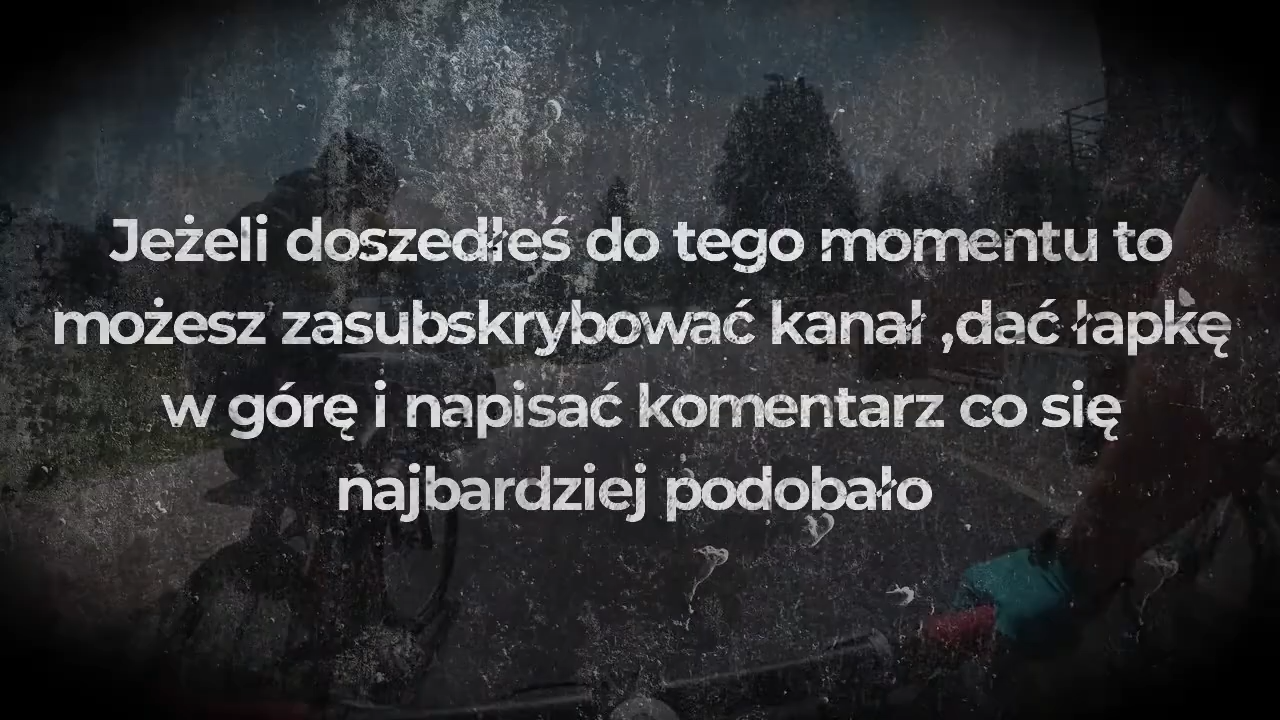 Jeżeli doszedłeś do tego momentu to
możesz zasubskrybować kanał ,dać łapkę
w górę i napisać komentarz co się
najbardziej podobało